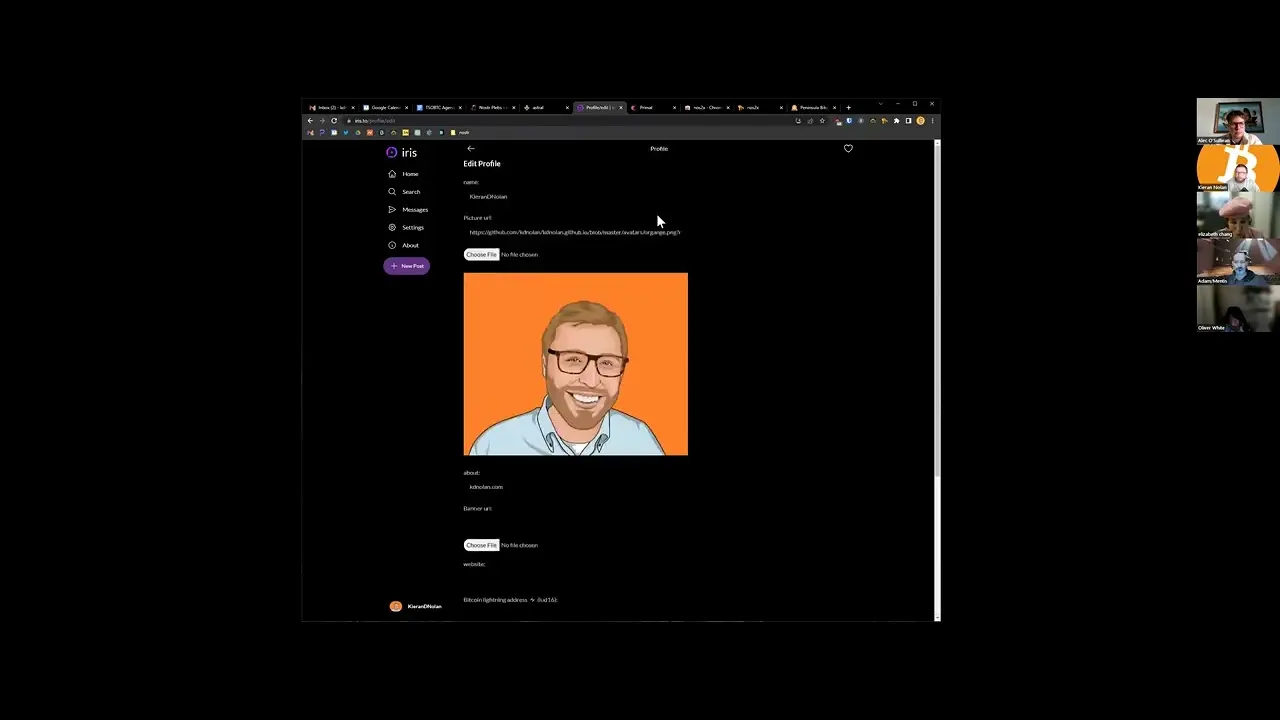 Inbox (2) - kd
Google Calen
TSOBTC Agen
Nostr Plebs
astral
Profile/edit | i
Primal
nos2x - Chro
nos2x
Peninsula Bit
iris.to/profile/edit
nostr
iris
Profile
Edit Profile
Home
name:
Search
KieranDNolan
Messages
Picture url:
Settings
https://github.com/kdnolan/kdnolan.github.io/blob/master/avatars/organge.png?r
About
Choose File No file chosen
New Post
about:
kdnolan.com
Banner url:
Choose File No file chosen
website:
Bitcoin lightning address ⚡ (lud16):
KieranDNolan
Alec O'Sullivan
Kieran Nolan
elizabeth chang
Adam/Mentis
Oliver White